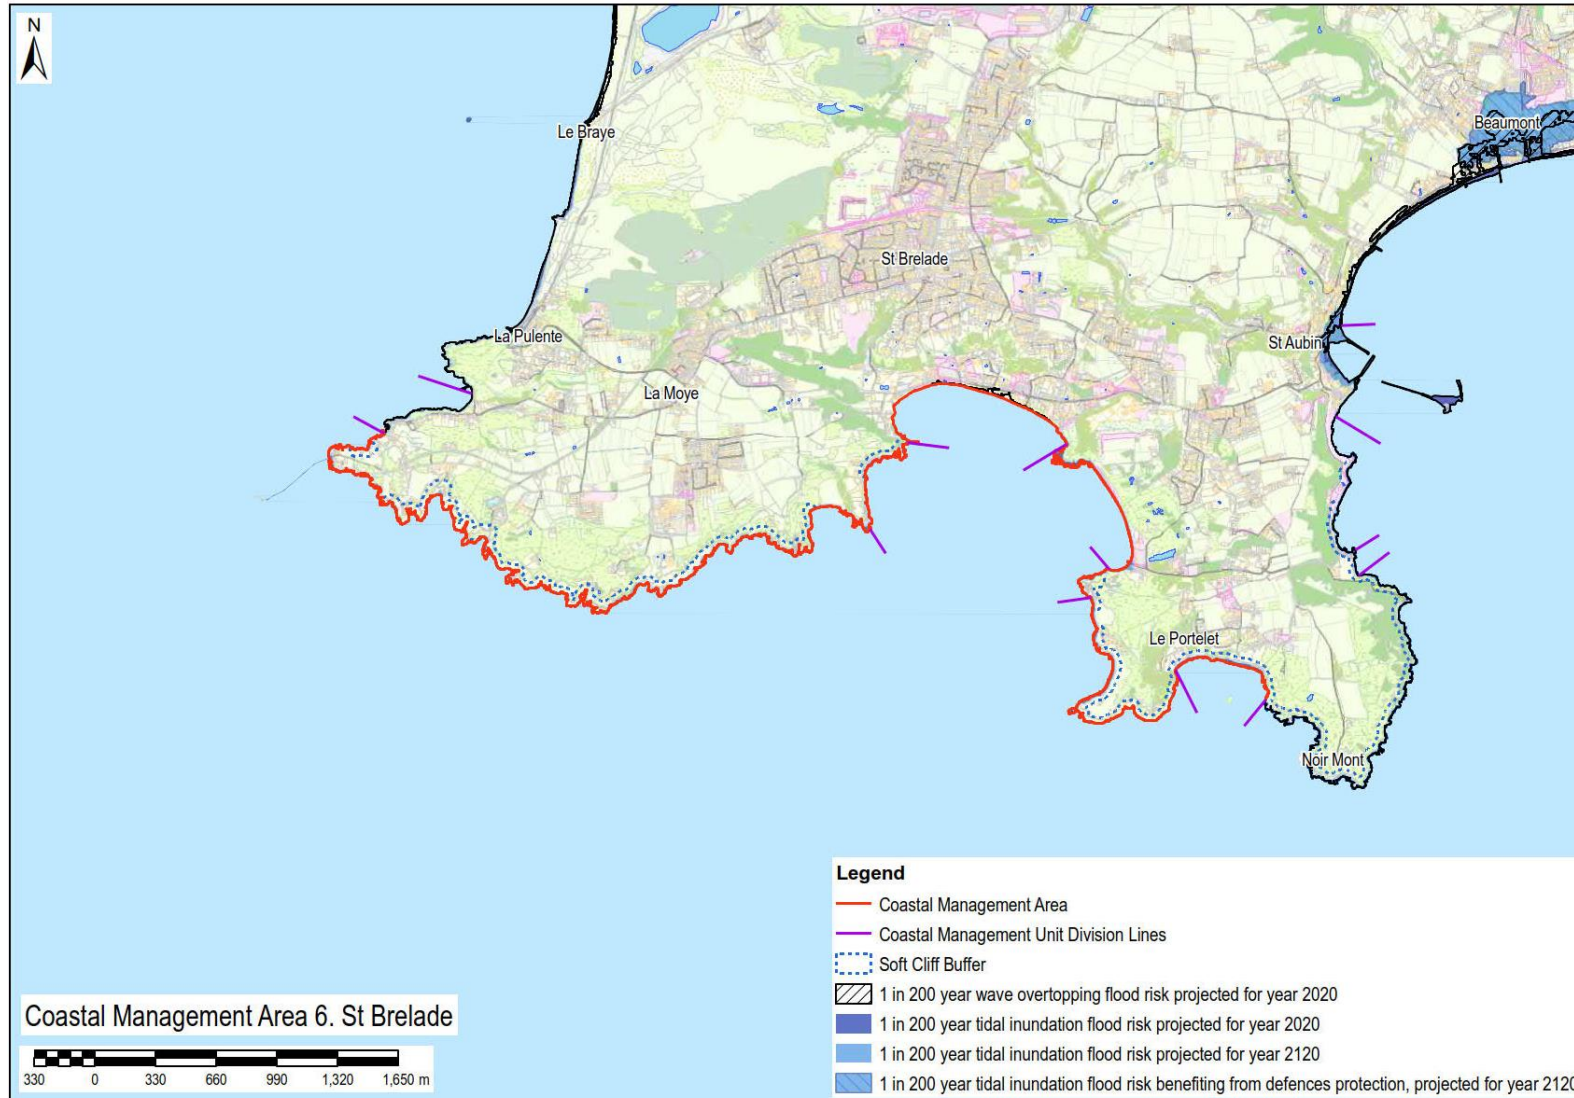 N
Le Braye
Beaumont
St Brelade
La Pulente
St Aubin
La Moye
Le Portelet
Noir Mont
Legend
Coastal Management Area
Coastal Management Unit Division Lines
Soft Cliff Buffer
1 in 200 year wave overtopping flood risk projected for year 2020
1 in 200 year tidal inundation flood risk projected for year 2020
1 in 200 year tidal inundation flood risk projected for year 2120
1 in 200 year tidal inundation flood risk benefiting from defences protection, projected for year 2120
Coastal Management Area 6. St Brelade
330 0 330 660 990 1,320 1,650 m